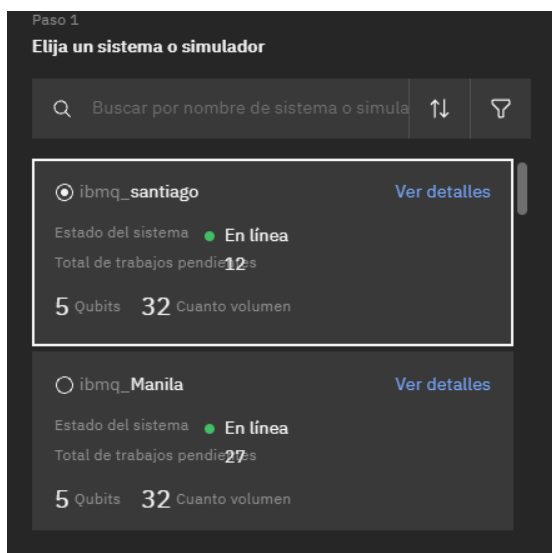 Paso 1
Elija un sistema o simulador
Buscar por nombre de sistema o simula
ibmq_santiago Ver detalles
Estado del sistema En línea
Total de trabajos pendientes 12
5 Qubits 32 Cuanto volumen
ibmq_Manila Ver detalles
Estado del sistema En línea
Total de trabajos pendientes 27
5 Qubits 32 Cuanto volumen